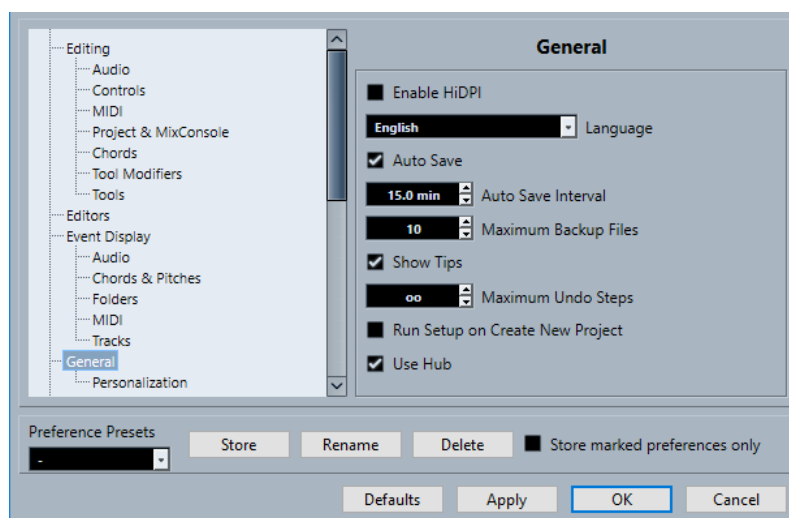 Editing
Audio
Controls
MIDI
Project & MixConsole
Chords
Tool Modifiers
Tools
Editors
Event Display
Audio
Chords & Pitches
Folders
MIDI
Tracks
General
Personalization
General
Enable HiDPI
English Language
Auto Save
15.0 min Auto Save Interval
10 Maximum Backup Files
Show Tips
oo Maximum Undo Steps
Run Setup on Create New Project
Use Hub
Preference Presets
- Store Rename Delete Store marked preferences only
Defaults Apply OK Cancel